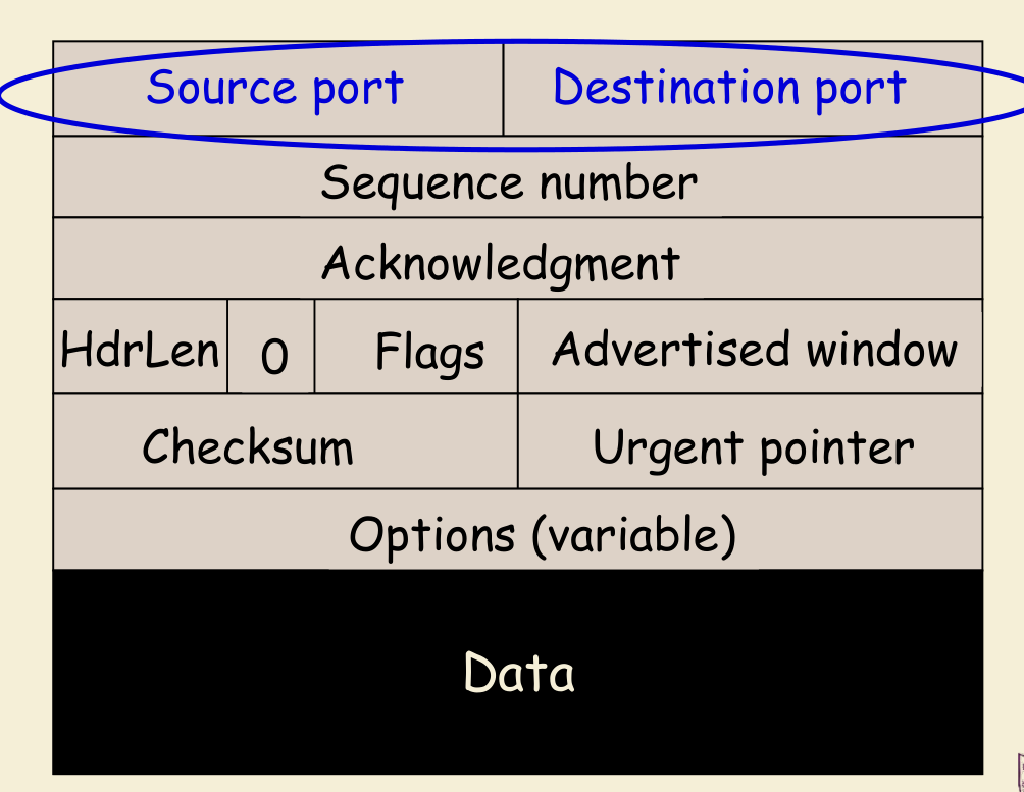 Source port Destination port
Sequence number
Acknowledgment
HdrLen 0 Flags Advertised window
Checksum Urgent pointer
Options (variable)
Data